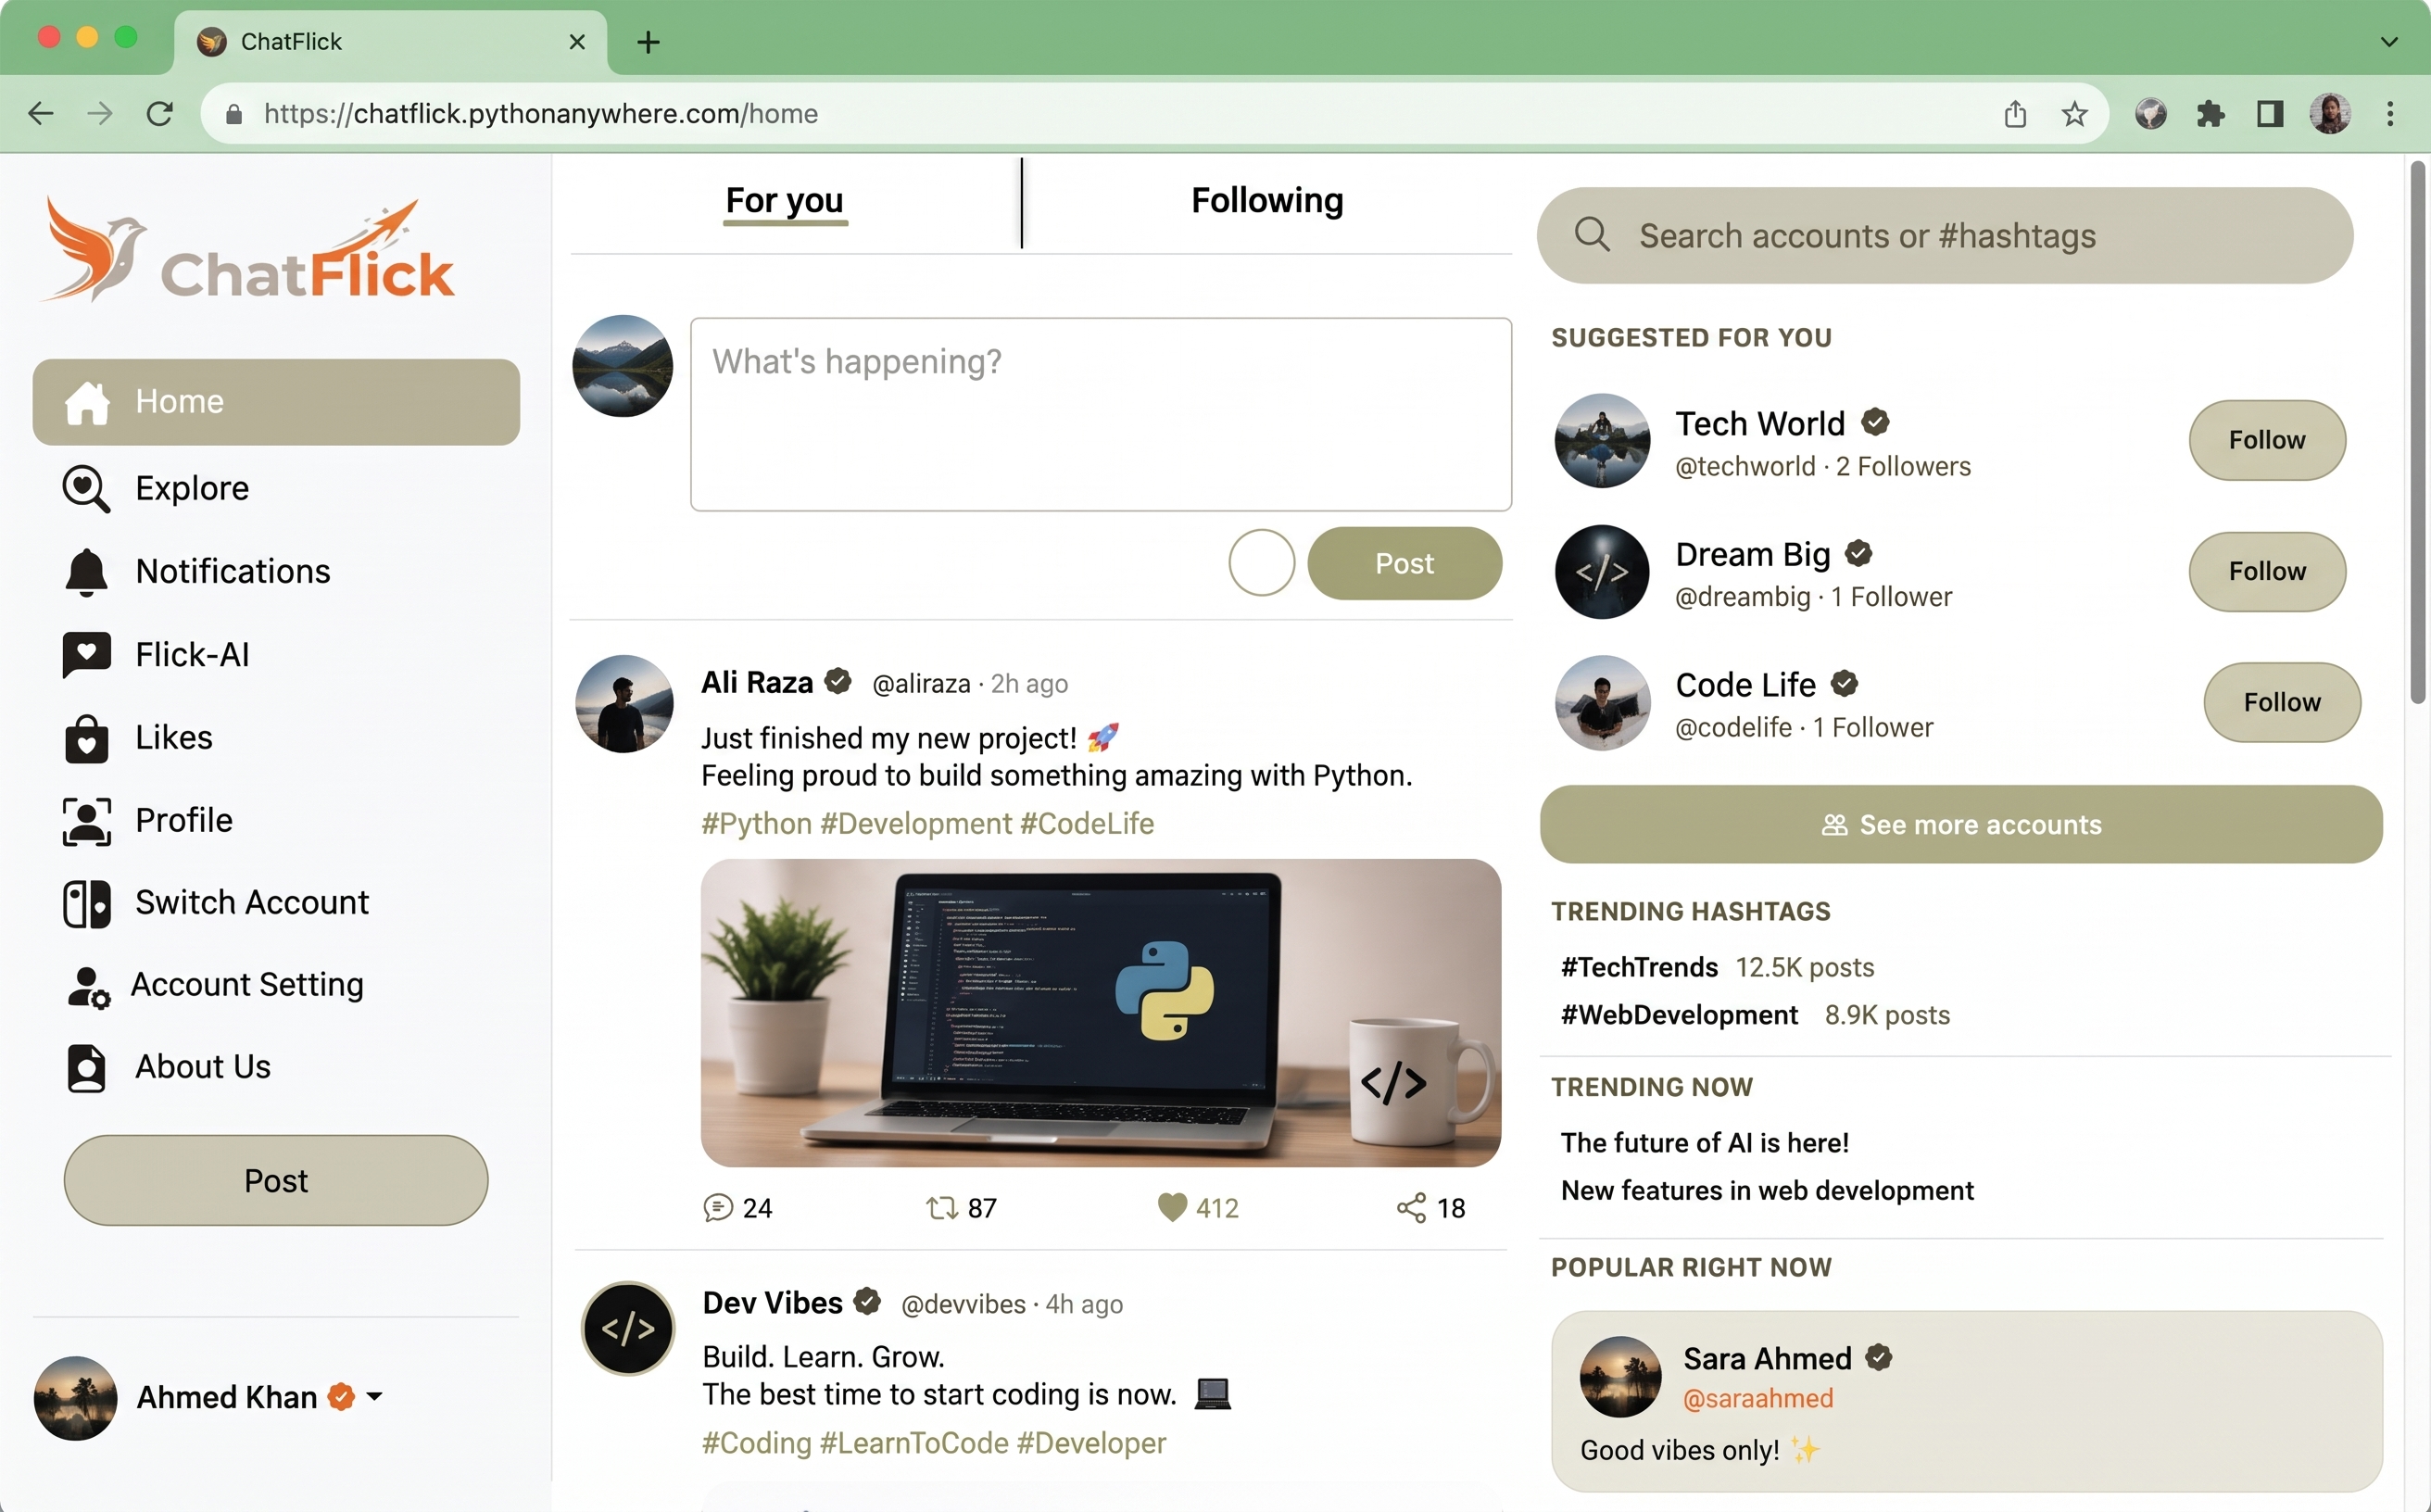 ChatFlick
https://chatflick.pythonanywhere.com/home
ChatFlick
Home
Explore
Notifications
Flick-AI
Likes
Profile
Switch Account
Account Setting
About Us
Post
Ahmed Khan
For you
Following
What's happening?
Post
Ali Raza @aliraza · 2h ago
Just finished my new project! 🚀
Feeling proud to build something amazing with Python.
#Python #Development #CodeLife
</>
24 87 412 18
</>
Dev Vibes @devvibes · 4h ago
Build. Learn. Grow.
The best time to start coding is now. 💻
#Coding #LearnToCode #Developer
Search accounts or #hashtags
SUGGESTED FOR YOU
Tech World
@techworld · 2 Followers
Follow
</>
Dream Big
@dreambig · 1 Follower
Follow
Code Life
@codelife · 1 Follower
Follow
See more accounts
TRENDING HASHTAGS
#TechTrends 12.5K posts
#WebDevelopment 8.9K posts
TRENDING NOW
The future of AI is here!
New features in web development
POPULAR RIGHT NOW
Sara Ahmed
@saraahmed
Good vibes only! ✨